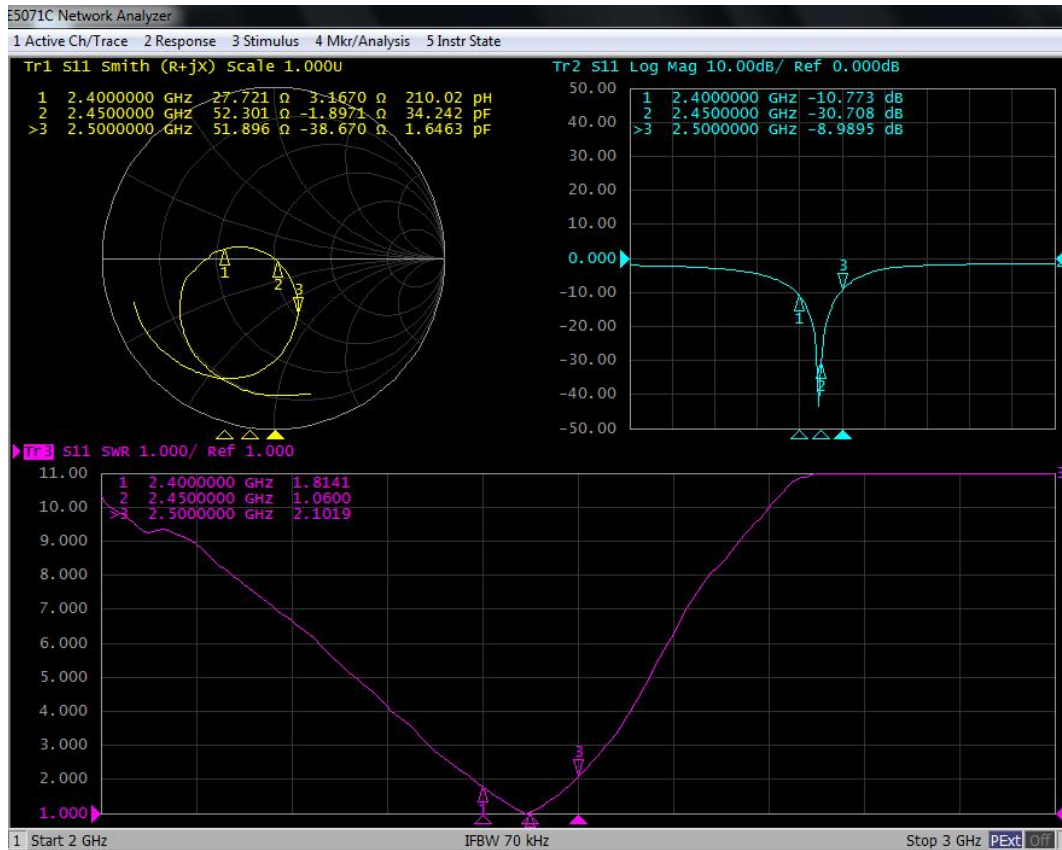 E5071C Network Analyzer
1 Active Ch/Trace 2 Response 3 Stimulus 4 Mkr/Analysis 5 Instr State
Tr1 S11 Smith (R+jX) Scale 1.000U
1 2.4000000 GHz 27.721 Ω 3.1670 Ω 210.02 pH
2 2.4500000 GHz 52.301 Ω -1.8971 Ω 34.242 pF
>3 2.5000000 GHz 51.896 Ω -38.670 Ω 1.6463 pF
1
2
3
Tr2 S11 Log Mag 10.00dB/ Ref 0.000dB
50.00
40.00
30.00
20.00
10.00
0.000
-10.00
-20.00
-30.00
-40.00
-50.00
1 2.4000000 GHz -10.773 dB
2 2.4500000 GHz -30.708 dB
>3 2.5000000 GHz -8.9895 dB
3
1
2
Tr3 S11 SWR 1.000/ Ref 1.000
11.00
10.00
9.000
8.000
7.000
6.000
5.000
4.000
3.000
2.000
1.000
1 2.4000000 GHz 1.8141
2 2.4500000 GHz 1.0600
>3 2.5000000 GHz 2.1019
3
1
1 Start 2 GHz IFBW 70 kHz Stop 3 GHz PExt Off